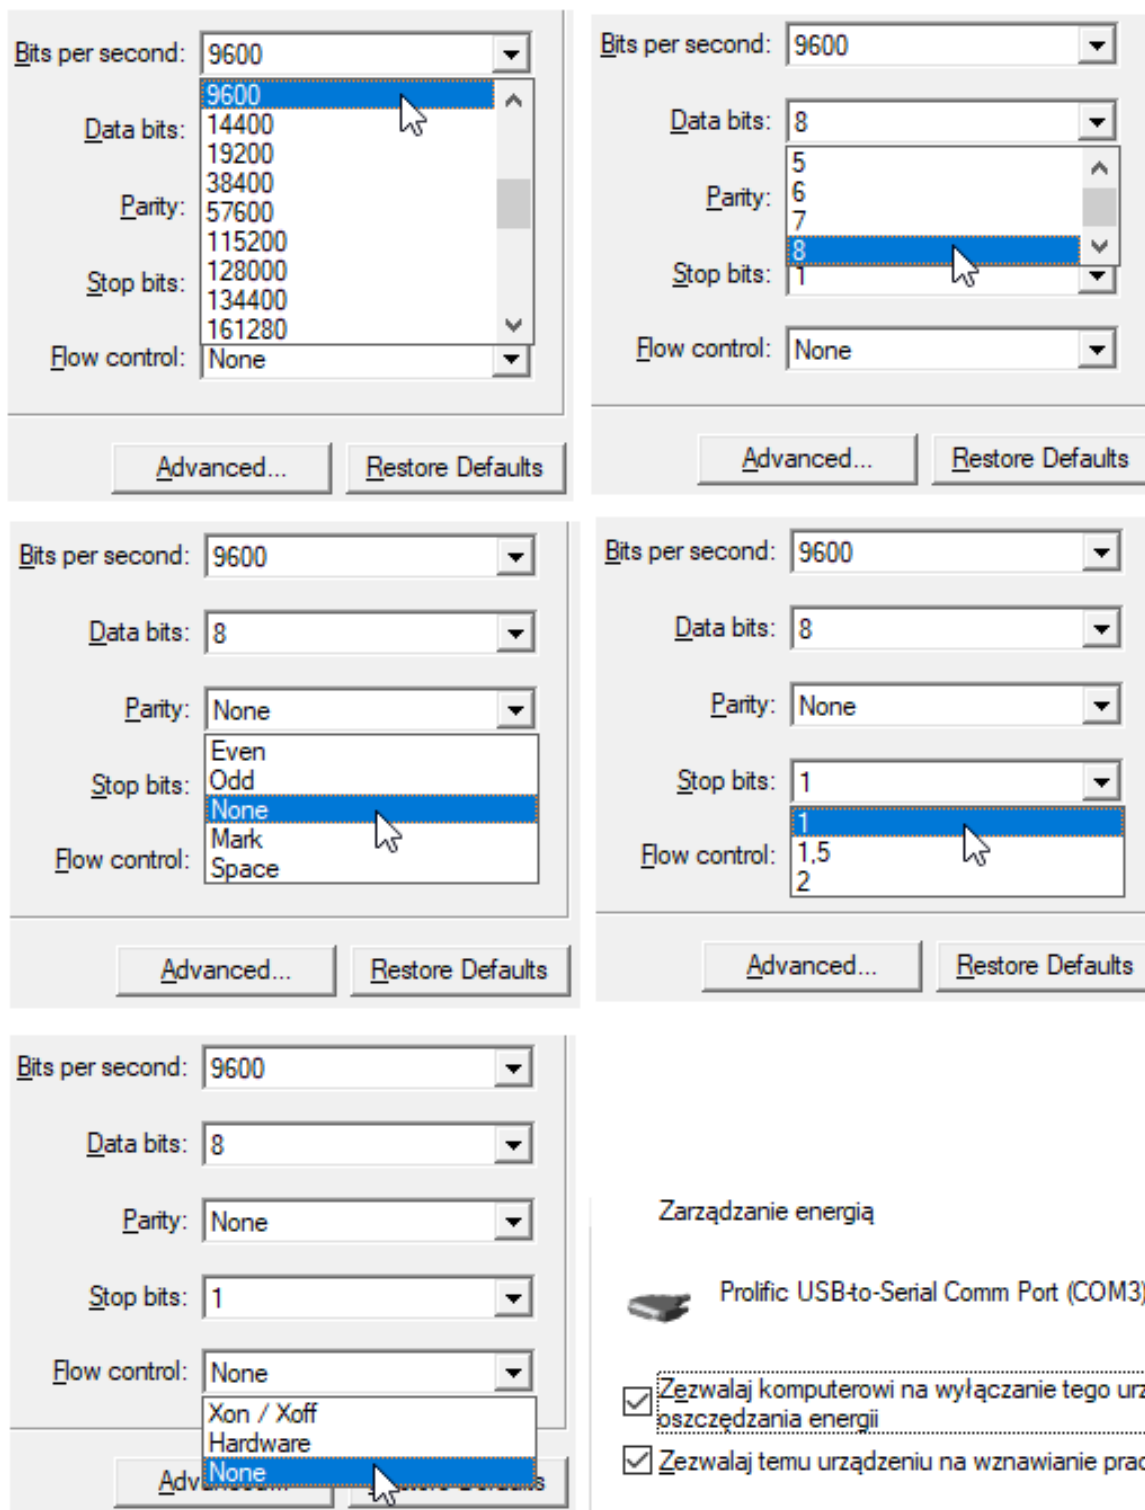 Bits per second: 9600
9600
14400
Data bits:
19200
38400
Parity:
57600
115200
Stop bits:
128000
134400
161280
Flow control: None
Advanced... Restore Defaults
Bits per second: 9600
Data bits: 8
5
Parity: 6
7
8
Stop bits: 1
Flow control: None
Advanced... Restore Defaults
Bits per second: 9600
Data bits: 8
Parity: None
Even
Stop bits: Odd
None
Mark
Flow control:
Space
Advanced... Restore Defaults
Bits per second: 9600
Data bits: 8
Parity: None
Stop bits: 1
1
Flow control: 1,5
2
Advanced... Restore Defaults
Bits per second: 9600
Data bits: 8
Parity: None
Stop bits: 1
Flow control: None
Xon / Xoff
Hardware
None
Zarządzanie energią
Prolific USB-to-Serial Comm Port (COM3)
Zezwalaj komputerowi na wyłączanie tego
oszczędzania energii
Zezwalaj temu urządzeniu na wznawianie